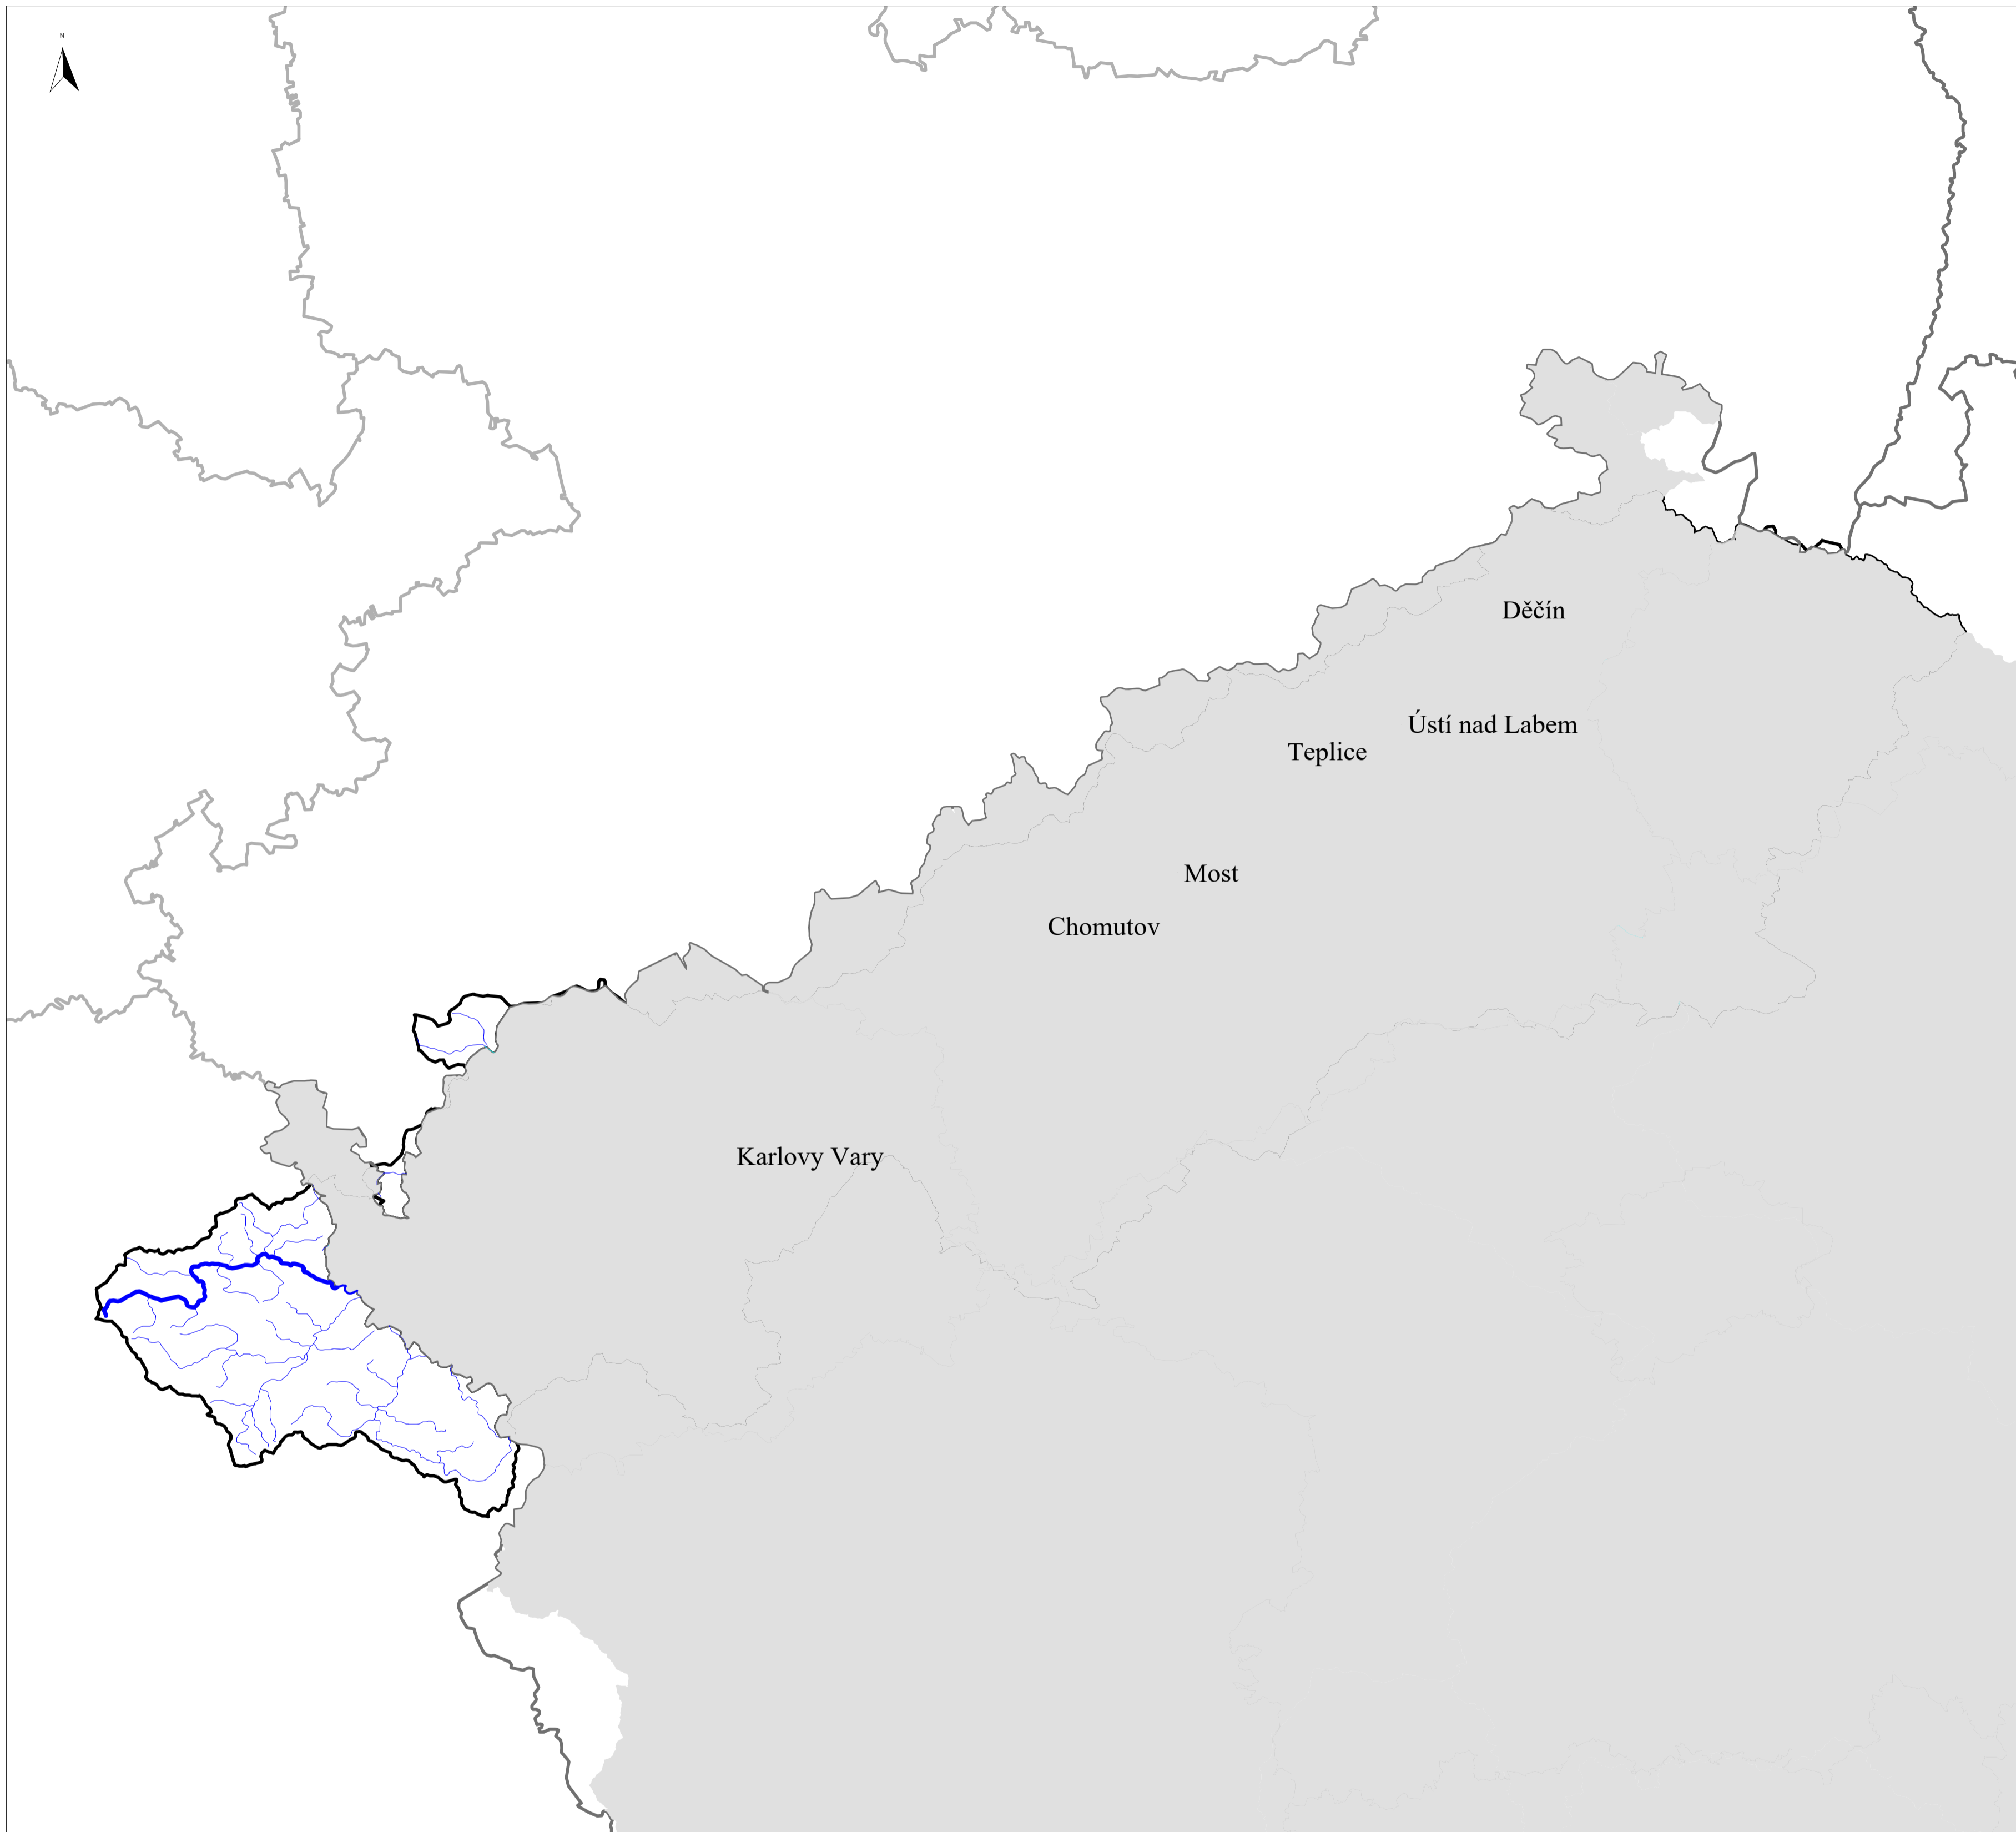 N
Děčín
Ústí nad Labem
Teplice
Most
Chomutov
Karlovy Vary